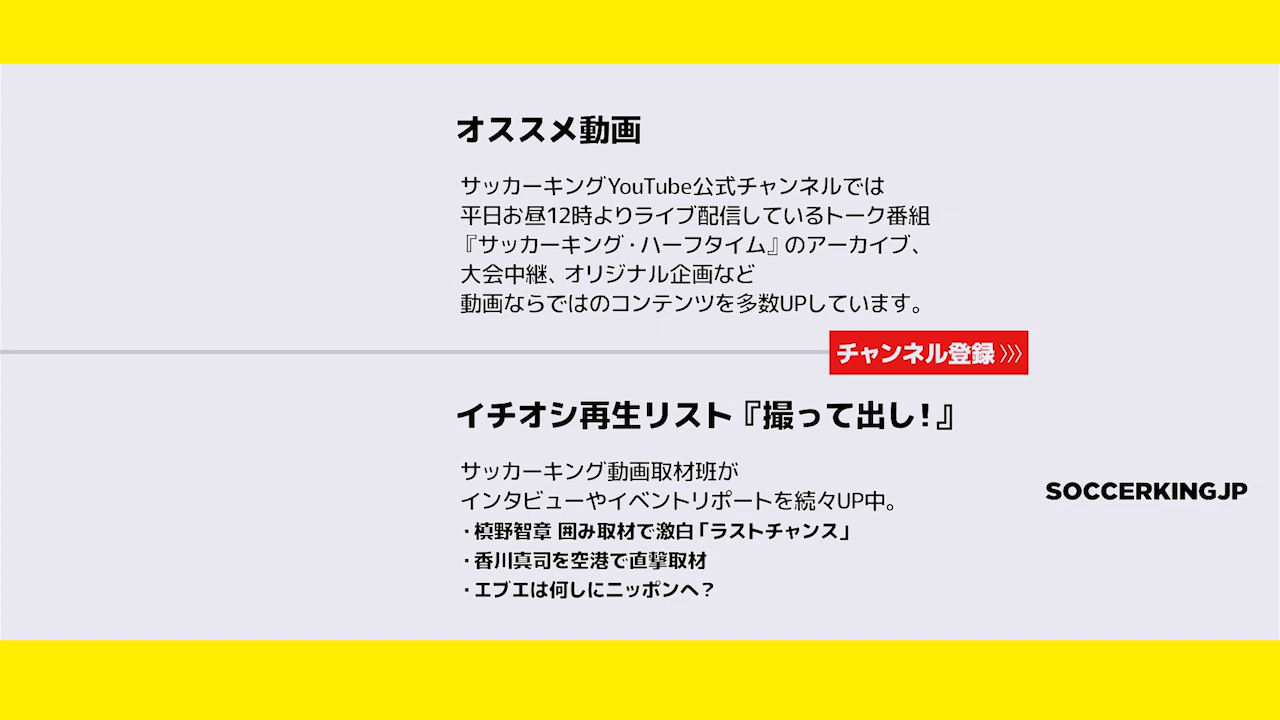 オススメ動画
サッカーキングYouTube公式チャンネルでは
平日お昼12時よりライブ配信しているトーク番組
『サッカーキング・ハーフタイム』のアーカイブ、
大会中継、オリジナル企画など
動画ならではのコンテンツを多数UPしています。
チャンネル登録 》〉
イチオシ再生リスト『撮って出し!』
サッカーキング動画取材班が
インタビューやイベントリポートを続々UP中。
・槙野智章 囲み取材で激白「ラストチャンス」
・香川真司を空港で直撃取材
・エブエは何しにニッポンへ?
SOCCERKINGJP